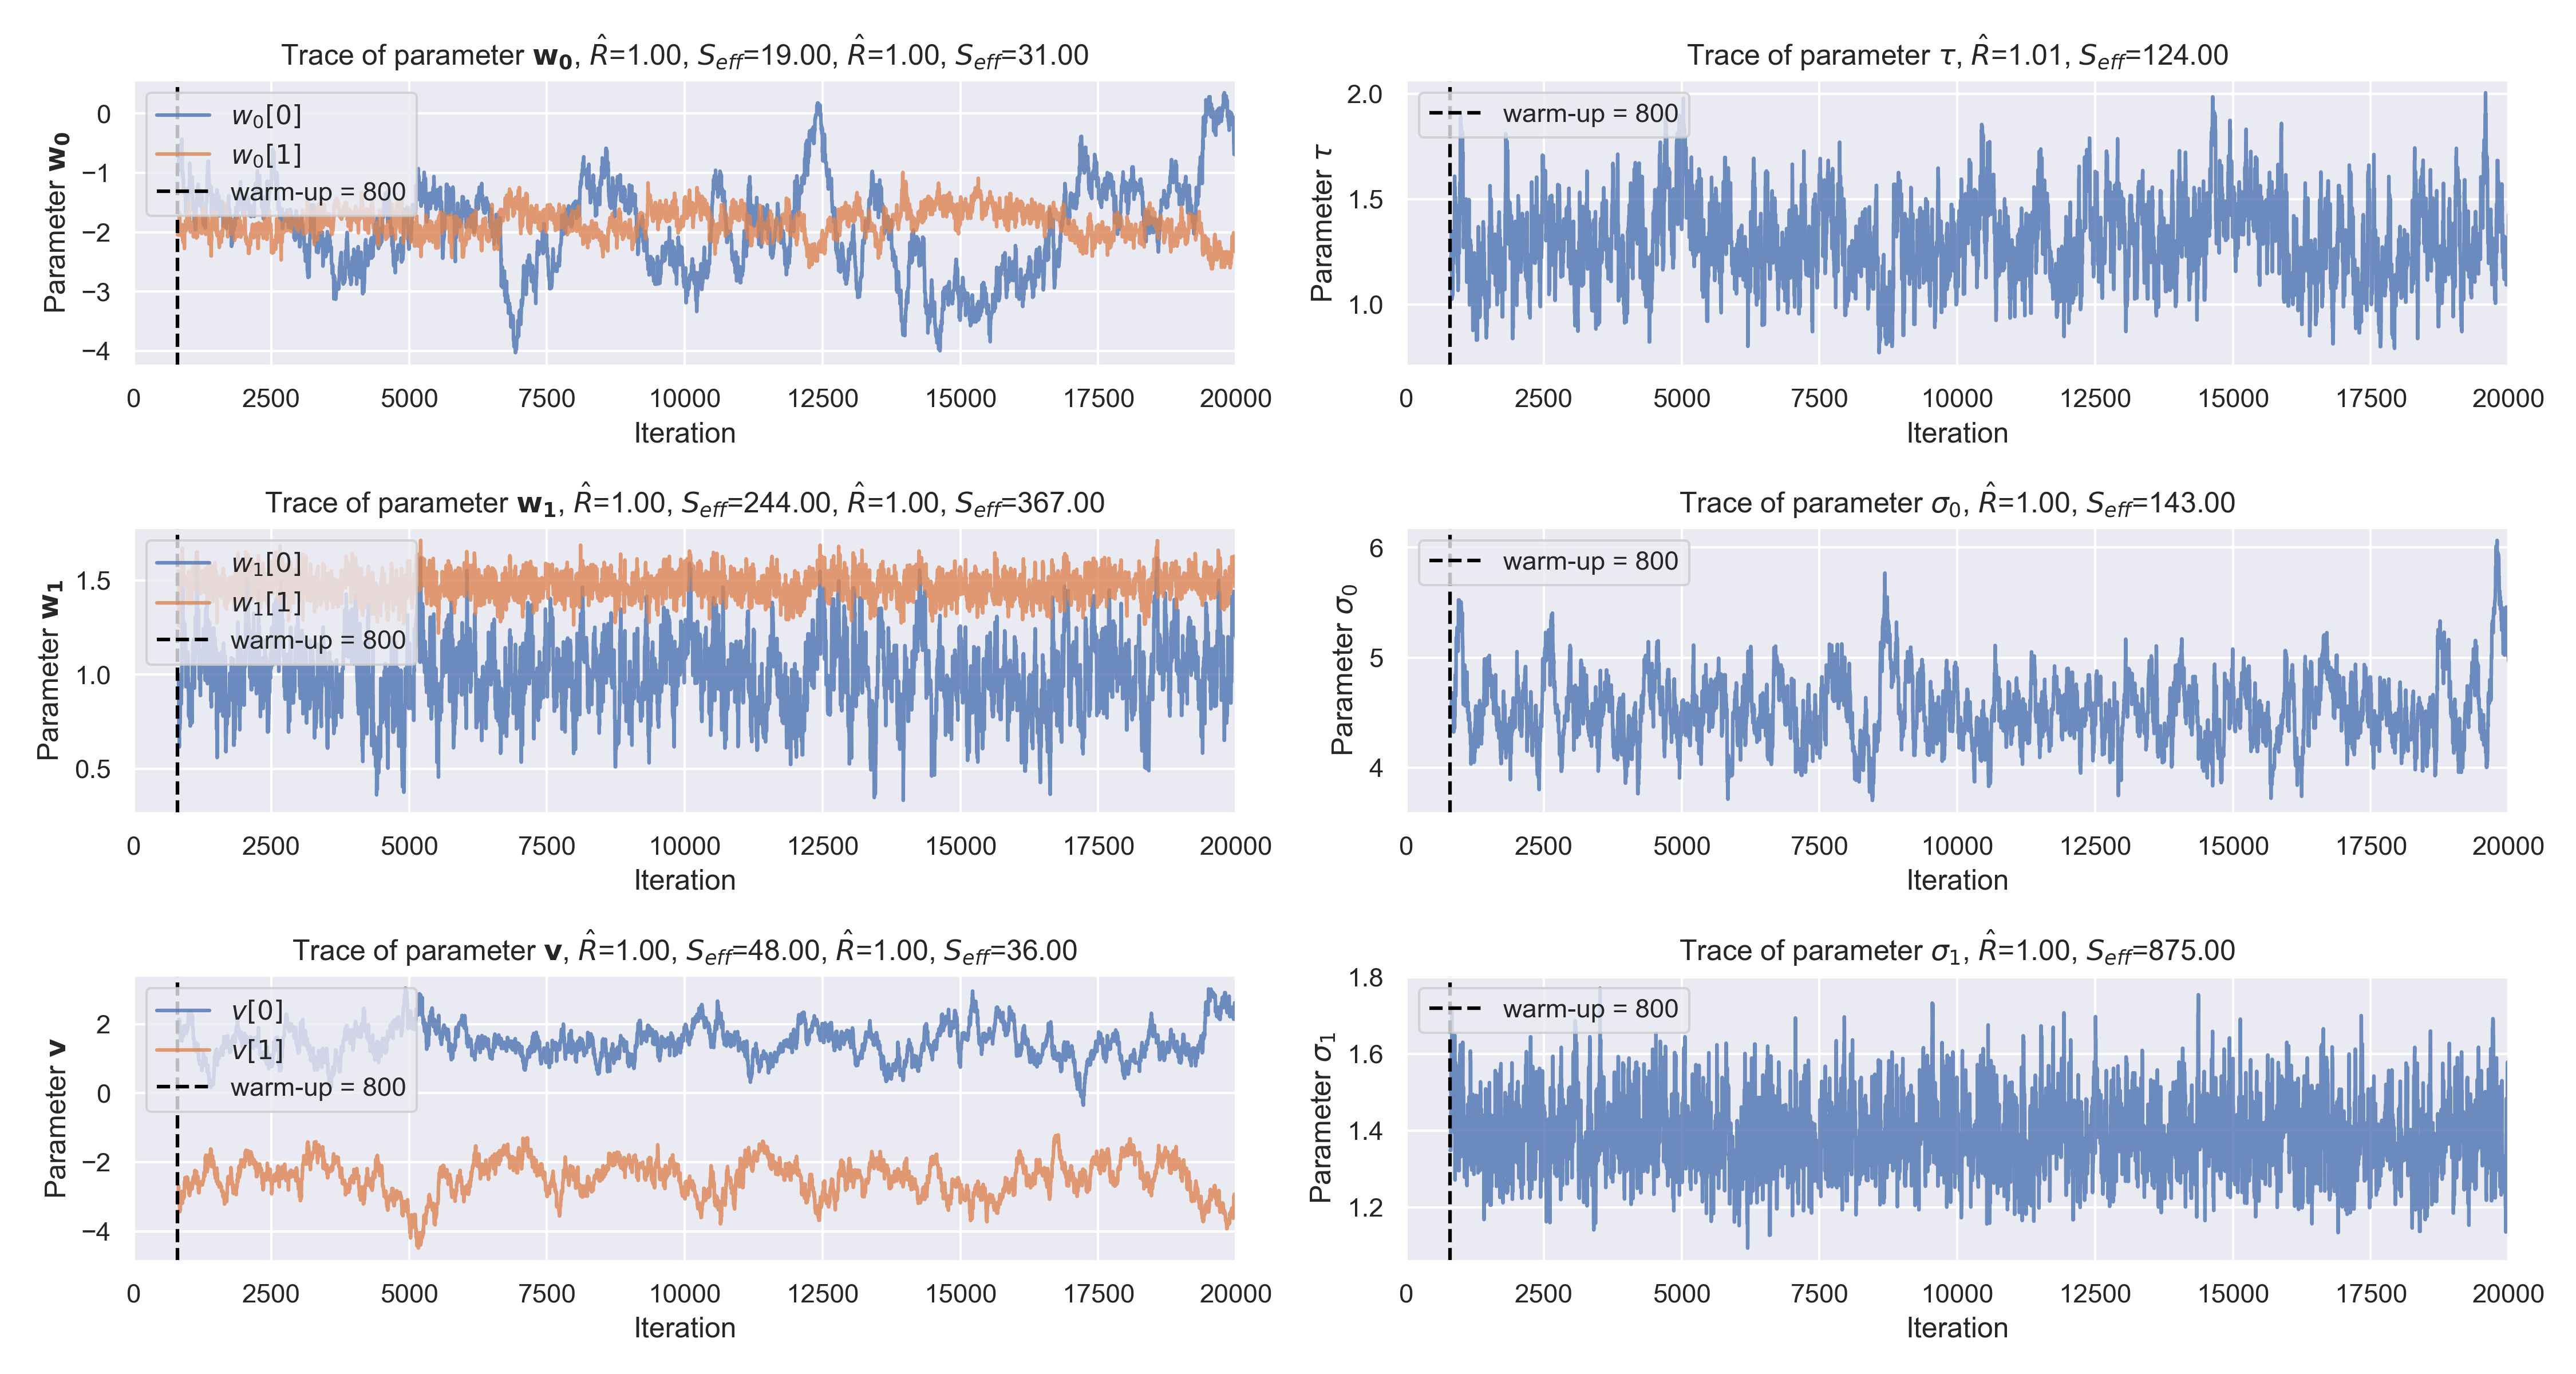 Trace of parameter w₀, R̂=1.00, S_eff=19.00, R̂=1.00, S_eff=31.00
Parameter w₀
0
−1
−2
−3
−4
w₀[0]
w₀[1]
warm-up = 800
0 2500 5000 7500 10000 12500 15000 17500 20000
Iteration
Trace of parameter τ, R̂=1.01, S_eff=124.00
Parameter τ
2.0
1.5
1.0
warm-up = 800
0 2500 5000 7500 10000 12500 15000 17500 20000
Iteration
Trace of parameter w₁, R̂=1.00, S_eff=244.00, R̂=1.00, S_eff=367.00
Parameter w₁
1.5
1.0
0.5
w₁[0]
w₁[1]
warm-up = 800
0 2500 5000 7500 10000 12500 15000 17500 20000
Iteration
Trace of parameter σ₀, R̂=1.00, S_eff=143.00
Parameter σ₀
6
5
4
warm-up = 800
0 2500 5000 7500 10000 12500 15000 17500 20000
Iteration
Trace of parameter v, R̂=1.00, S_eff=48.00, R̂=1.00, S_eff=36.00
Parameter v
2
0
−2
−4
v[0]
v[1]
warm-up = 800
0 2500 5000 7500 10000 12500 15000 17500 20000
Iteration
Trace of parameter σ₁, R̂=1.00, S_eff=875.00
Parameter σ₁
1.8
1.6
1.4
1.2
warm-up = 800
0 2500 5000 7500 10000 12500 15000 17500 20000
Iteration